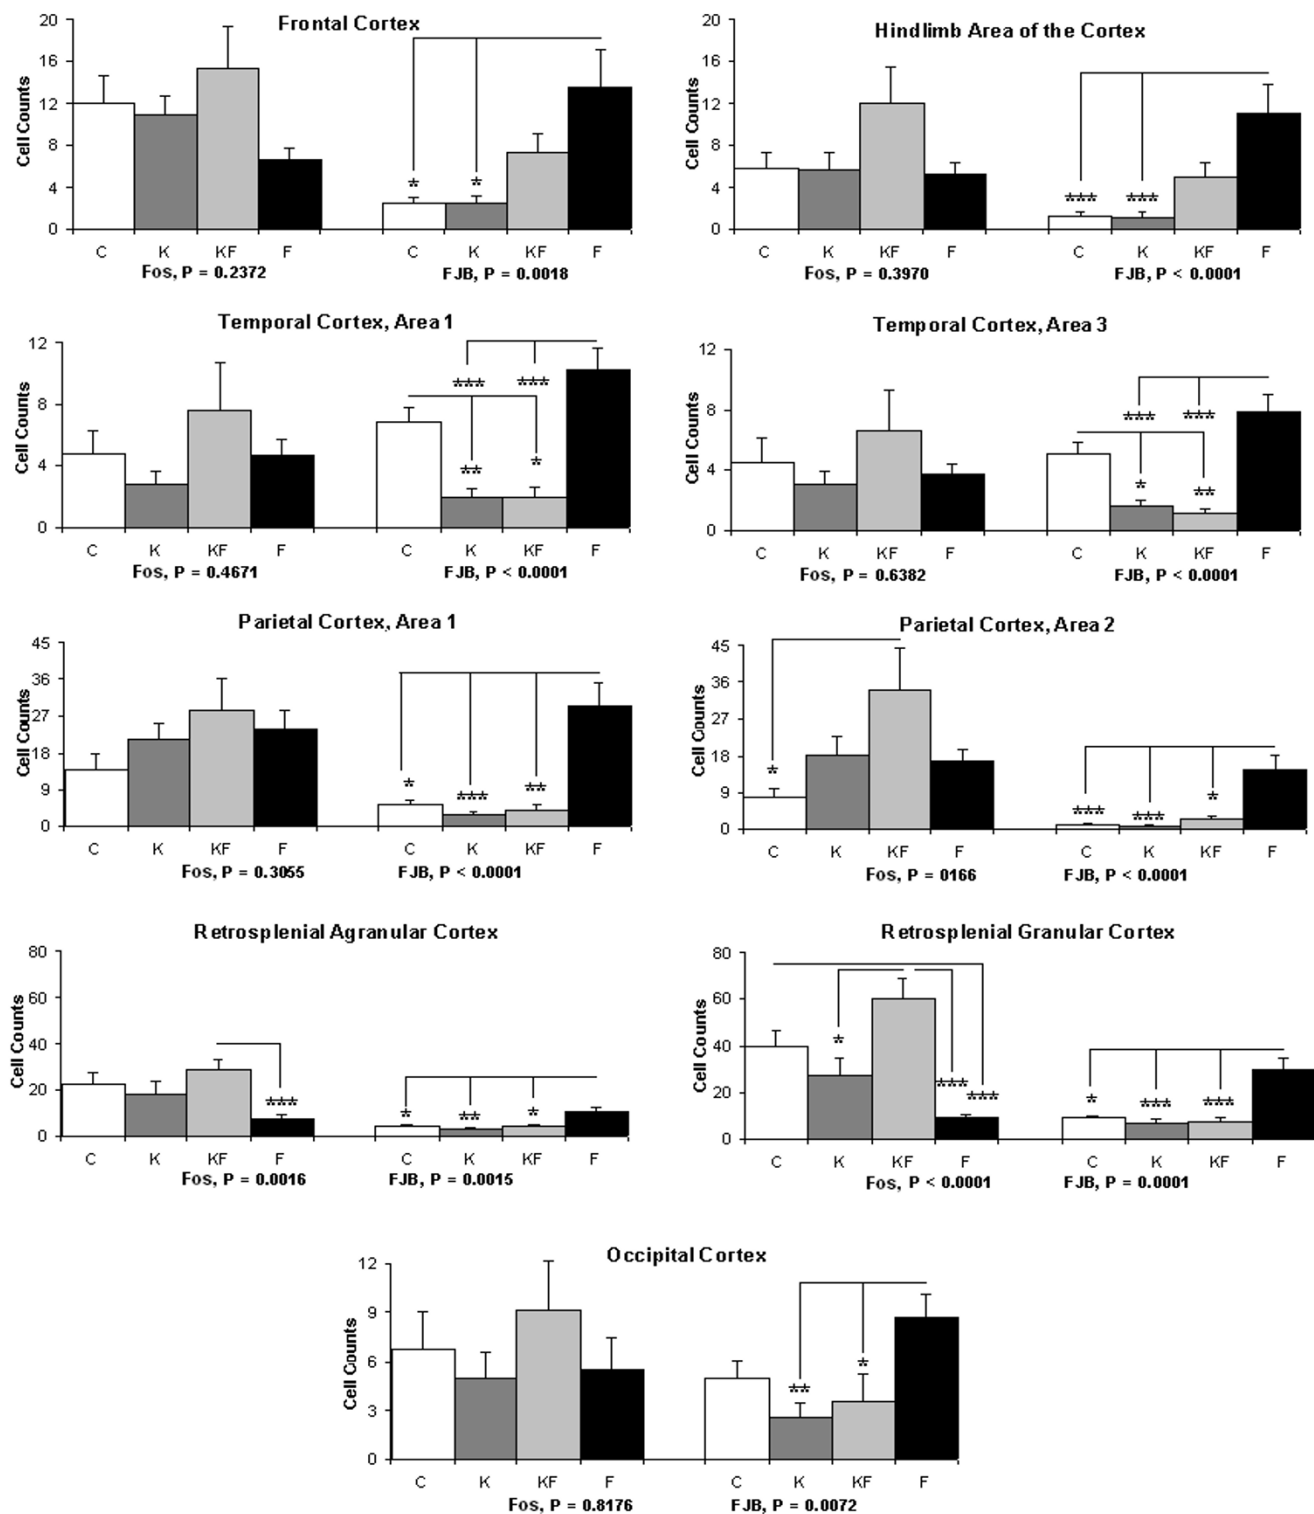 Frontal Cortex
Cell Counts
20
16
12
8
4
0
* *
C K KF F C K KF F
Fos, P = 0.2372 FJB, P = 0.0018
Hindlimb Area of the Cortex
Cell Counts
20
16
12
8
4
0
*** ***
C K KF F C K KF F
Fos, P = 0.3970 FJB, P < 0.0001
Temporal Cortex, Area 1
Cell Counts
12
8
4
0
*** ***
** *
C K KF F C K KF F
Fos, P = 0.4671 FJB, P < 0.0001
Temporal Cortex, Area 3
Cell Counts
12
8
4
0
*** ***
* **
C K KF F C K KF F
Fos, P = 0.6382 FJB, P < 0.0001
Parietal Cortex, Area 1
Cell Counts
45
36
27
18
9
0
* *** **
C K KF F C K KF F
Fos, P = 0.3055 FJB, P < 0.0001
Parietal Cortex, Area 2
Cell Counts
45
36
27
18
9
0
* *** *** *
C K KF F C K KF F
Fos, P = 0166 FJB, P < 0.0001
Retrosplenial Agranular Cortex
Cell Counts
80
60
40
20
0
*** * ** *
C K KF F C K KF F
Fos, P = 0.0016 FJB, P = 0.0015
Retrosplenial Granular Cortex
Cell Counts
80
60
40
20
0
* *** *** * *** ***
C K KF F C K KF F
Fos, P < 0.0001 FJB, P = 0.0001
Occipital Cortex
Cell Counts
12
9
6
3
0
** *
C K KF F C K KF F
Fos, P = 0.8176 FJB, P = 0.0072